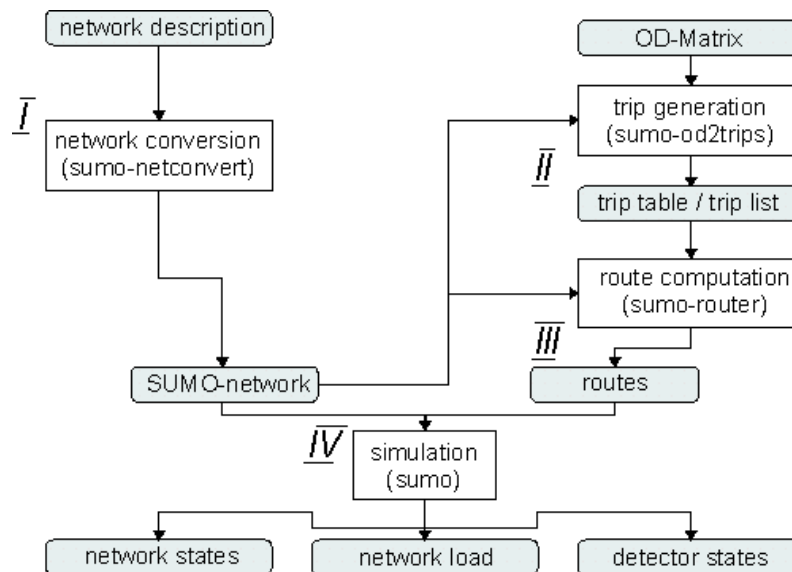 network description
OD-Matrix
I
network conversion
(sumo-netconvert)
trip generation
(sumo-od2trips)
II
trip table / trip list
route computation
(sumo-router)
III
SUMO-network
routes
IV
simulation
(sumo)
network states
network load
detector states